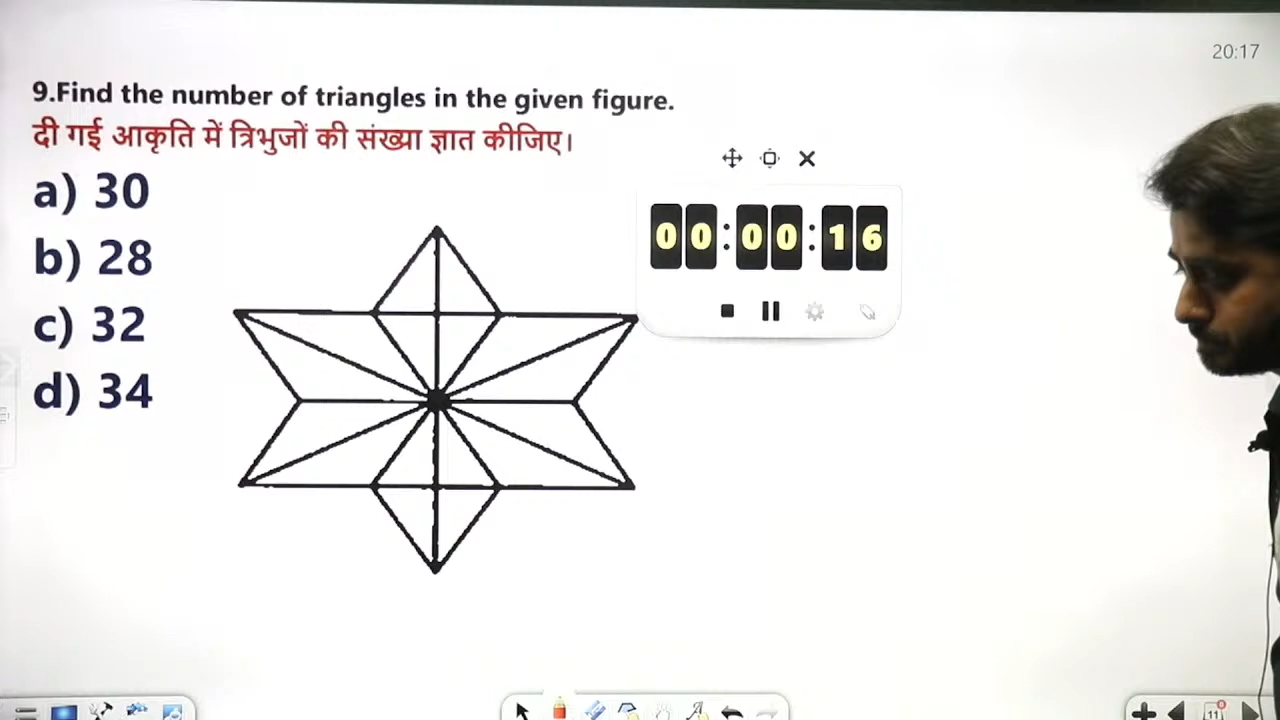 20:17
9.Find the number of triangles in the given figure.
दी गई आकृति में त्रिभुजों की संख्या ज्ञात कीजिए।
a) 30
b) 28
c) 32
d) 34
00:00:16
11